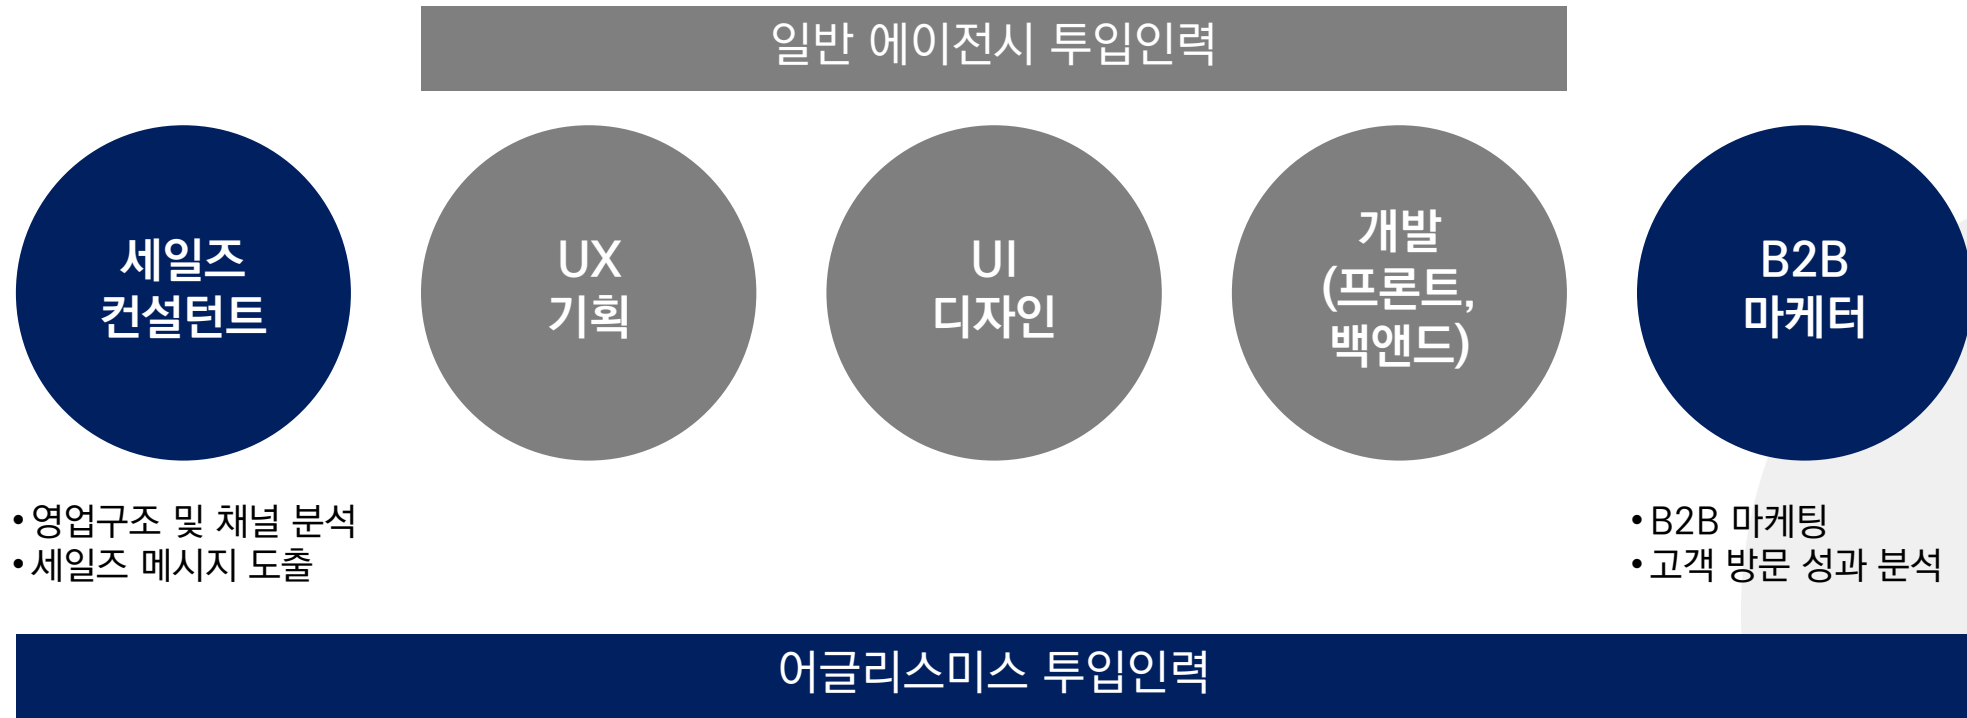 일반 에이전시 투입인력
세일즈
컨설턴트
UX
기획
UI
디자인
개발
(프론트,
백앤드)
B2B
마케터
• 영업구조 및 채널 분석
• 세일즈 메시지 도출
• B2B 마케팅
• 고객 방문 성과 분석
어글리스미스 투입인력